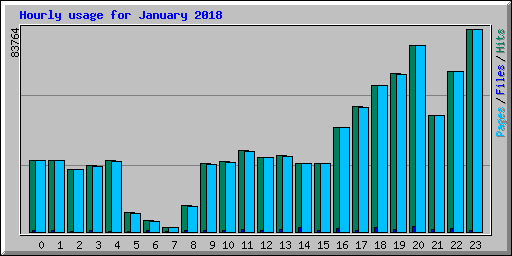 Hourly usage for January 2018
83764
Pages/Files/Hits
0 1 2 3 4 5 6 7 8 9 10 11 12 13 14 15 16 17 18 19 20 21 22 23